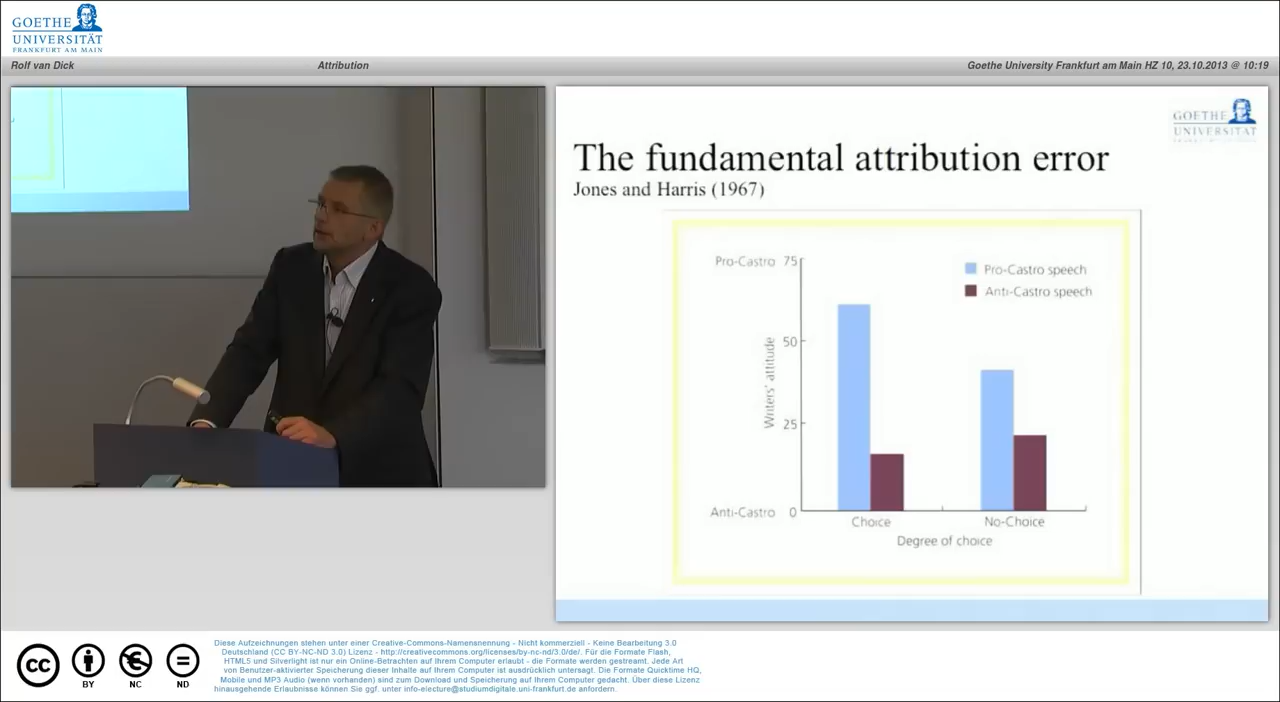 GOETHE
UNIVERSITÄT
FRANKFURT AM MAIN
Rolf van Dick
Attribution
Goethe University Frankfurt am Main HZ 10, 23.10.2013 @ 10:19
GOETHE
UNIVERSITÄT
The fundamental attribution error
Jones and Harris (1967)
Pro-Castro 75
Pro-Castro speech
Anti-Castro speech
50
Writers' attitude
25
Anti-Castro 0
Choice
No-Choice
Degree of choice
cc
BY
NC
ND
Diese Aufzeichnungen stehen unter einer Creative-Commons-Namensnennung - Nicht kommerziell - Keine Bearbeitung 3.0
Deutschland (CC BY-NC-ND 3.0) Lizenz - http://creativecommons.org/licenses/by-nc-nd/3.0/de/. Für die Formate Flash,
HTML5 und Silverlight ist nur ein Online-Betrachten auf Ihrem Computer erlaubt - die Formate werden gestreamt. Jede Art
von Benutzer-aktivierter Speicherung dieser Inhalte auf Ihrem Computer ist ausdrücklich untersagt. Die Formate Quicktime HQ,
Mobile und MP3 Audio (wenn vorhanden) sind zum Download und Speicherung auf Ihrem Computer gedacht. Über diese Lizenz
hinausgehende Erlaubnisse können Sie ggf. unter info-electure@studiumdigitale.uni-frankfurt.de anfordern.